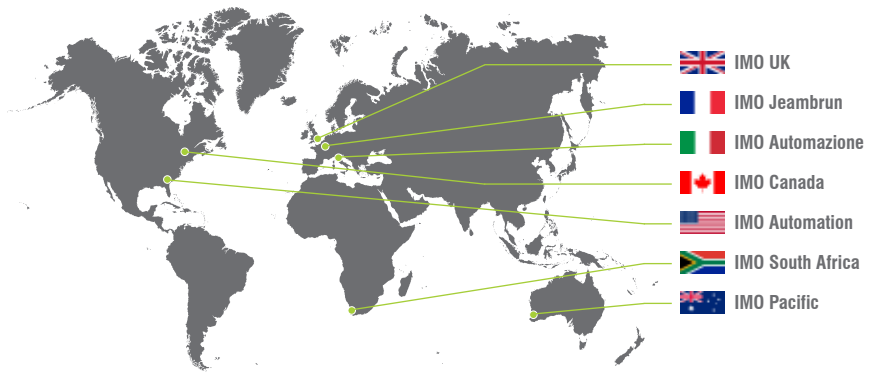 IMO UK
IMO Jeambrun
IMO Automazione
IMO Canada
IMO Automation
IMO South Africa
IMO Pacific